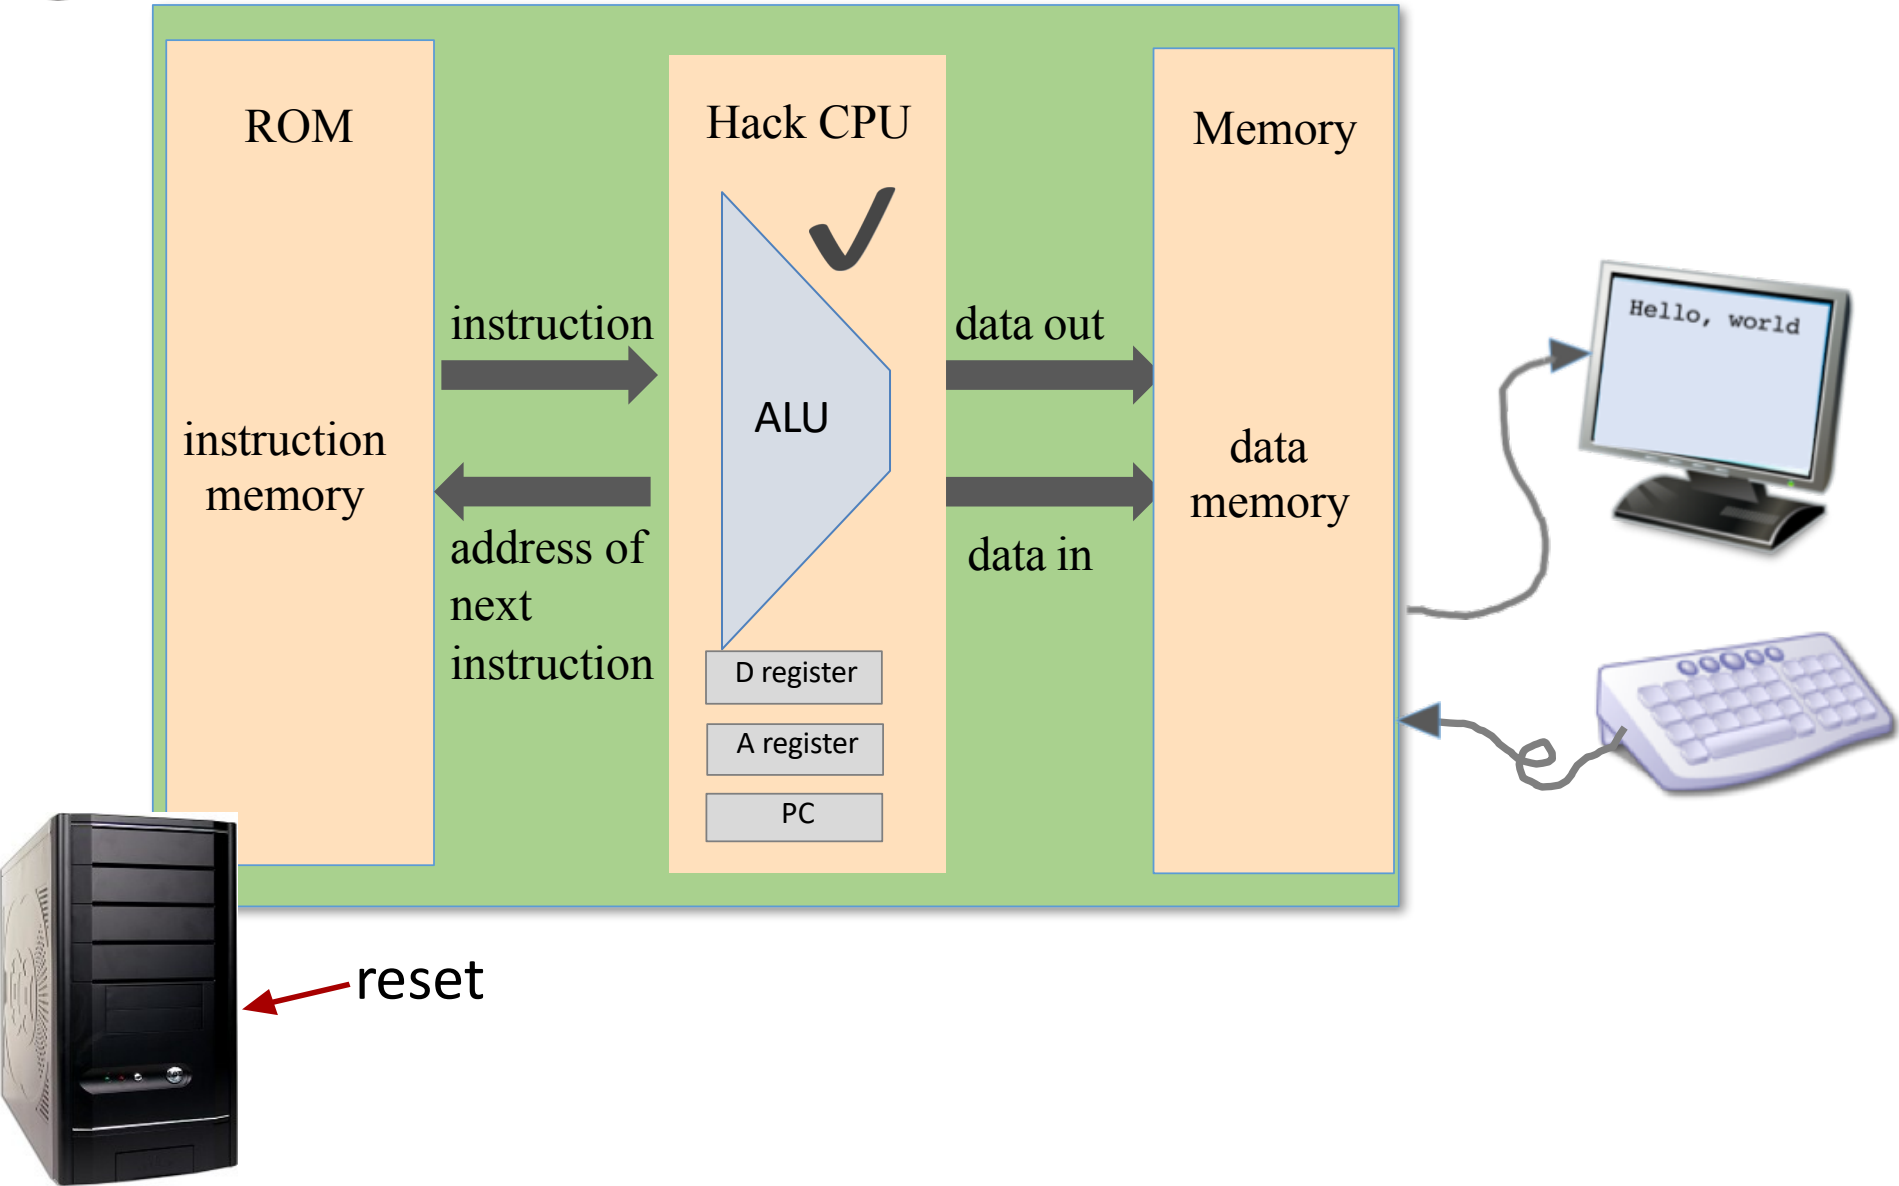 ROM
Hack CPU
Memory
instruction
data out
Hello, world
ALU
instruction
memory
data
memory
address of
next
instruction
data in
D register
A register
PC
reset